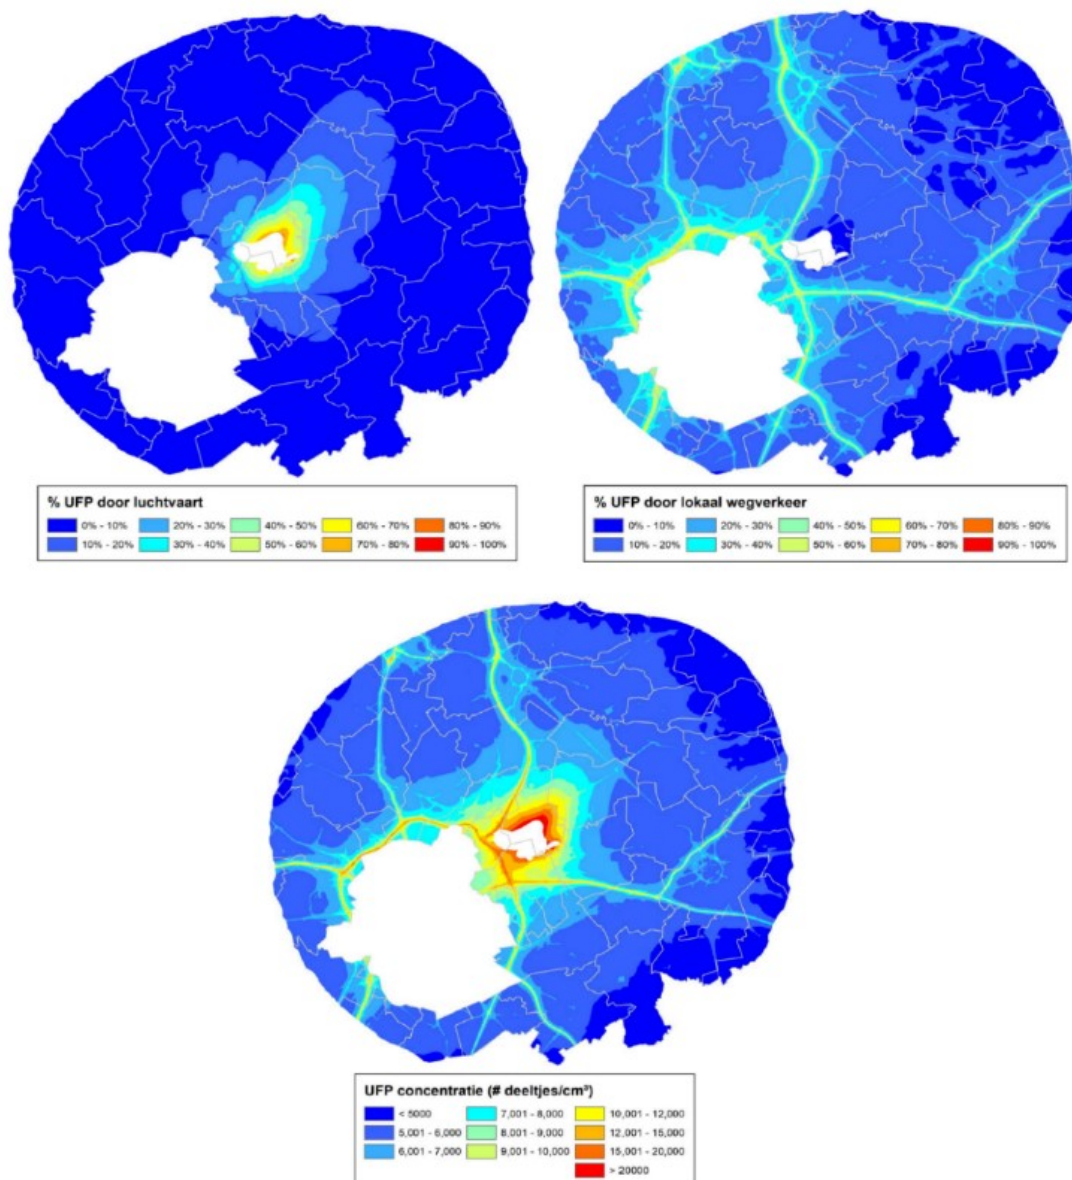 % UFP door luchtvaart
0% - 10% 20% - 30% 40% - 50% 60% - 70% 80% - 90%
10% - 20% 30% - 40% 50% - 60% 70% - 80% 90% - 100%
% UFP door lokaal wegverkeer
0% - 10% 20% - 30% 40% - 50% 60% - 70% 80% - 90%
10% - 20% 30% - 40% 50% - 60% 70% - 80% 90% - 100%
UFP concentratie (# deeltjes/cm³)
< 5000 7,001 - 8,000 10,001 - 12,000
5,001 - 6,000 8,001 - 9,000 12,001 - 15,000
6,001 - 7,000 9,001 - 10,000 15,001 - 20,000
> 20000